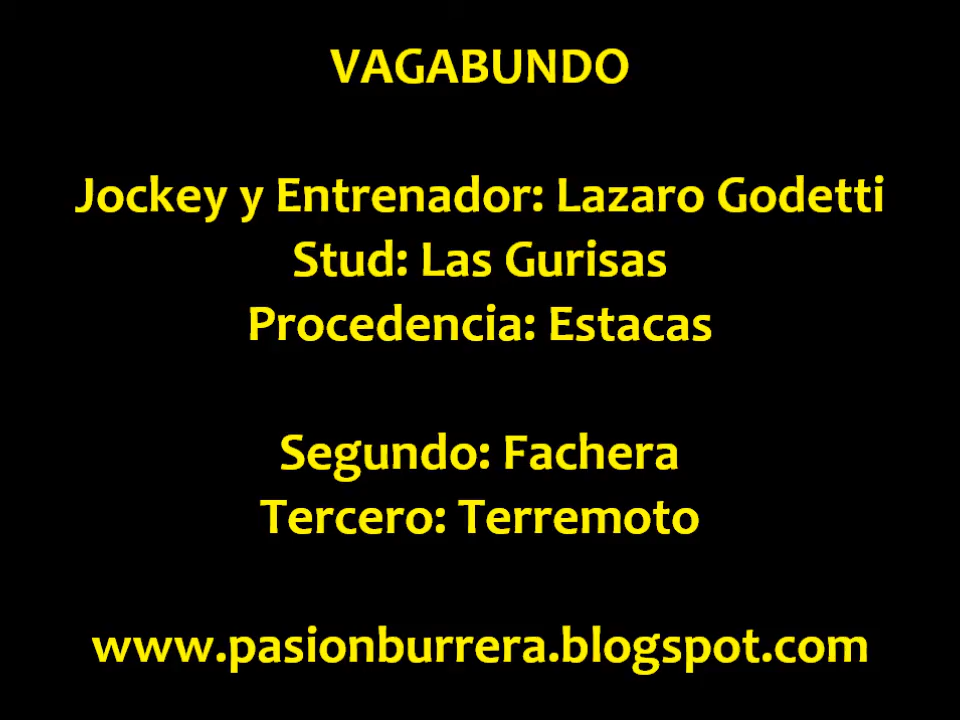 VAGABUNDO
Jockey y Entrenador: Lazaro Godetti
Stud: Las Gurisas
Procedencia: Estacas
Segundo: Fachera
Tercero: Terremoto
www.pasionburrera.blogspot.com